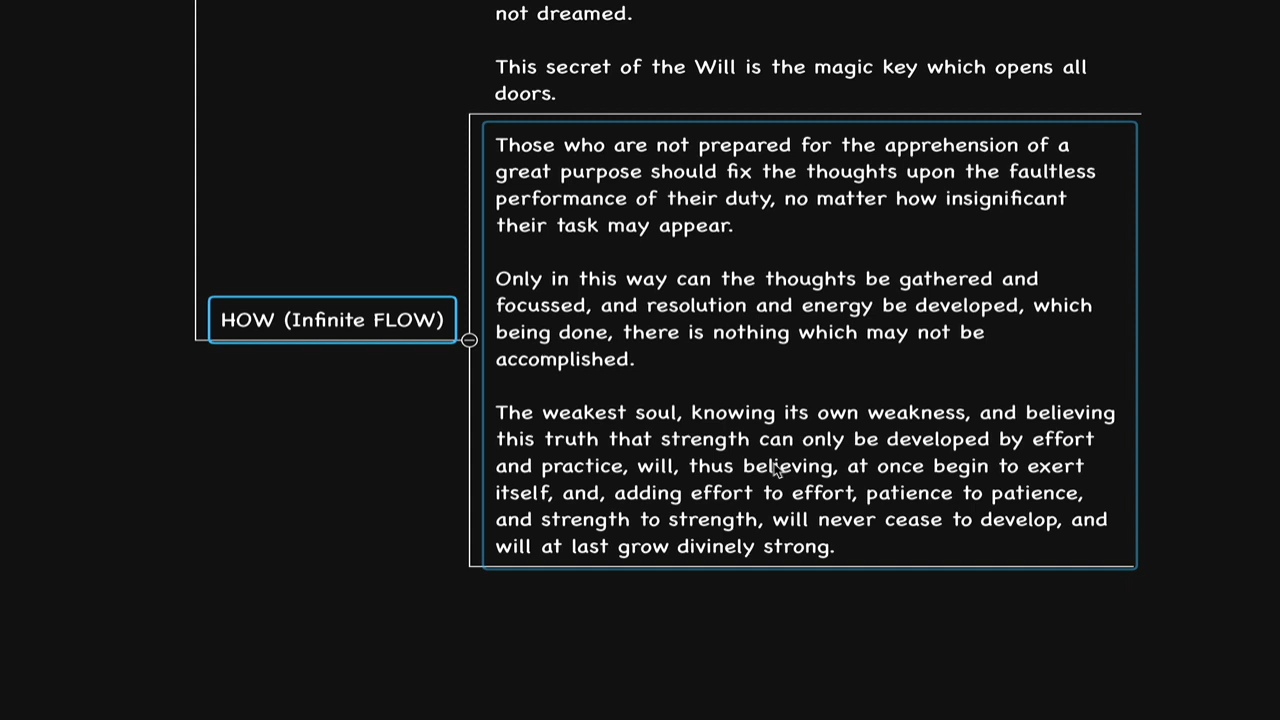 not dreamed.
This secret of the Will is the magic key which opens all
doors.
Those who are not prepared for the apprehension of a
great purpose should fix the thoughts upon the faultless
performance of their duty, no matter how insignificant
their task may appear.
Only in this way can the thoughts be gathered and
focussed, and resolution and energy be developed, which
being done, there is nothing which may not be
accomplished.
HOW (Infinite FLOW)
The weakest soul, knowing its own weakness, and believing
this truth that strength can only be developed by effort
and practice, will, thus believing, at once begin to exert
itself, and, adding effort to effort, patience to patience,
and strength to strength, will never cease to develop, and
will at last grow divinely strong.